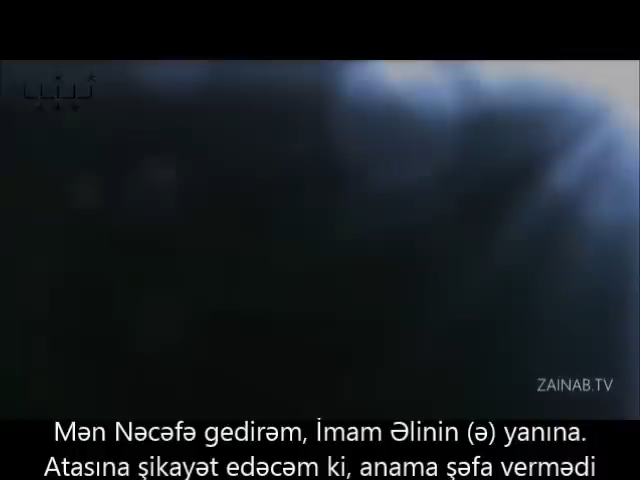 ZAINAB.TV
Mən Nəcəfə gedirəm, İmam Əlinin (ə) yanına.
Atasına şikayət edəcəm ki, anama şəfa vermədi